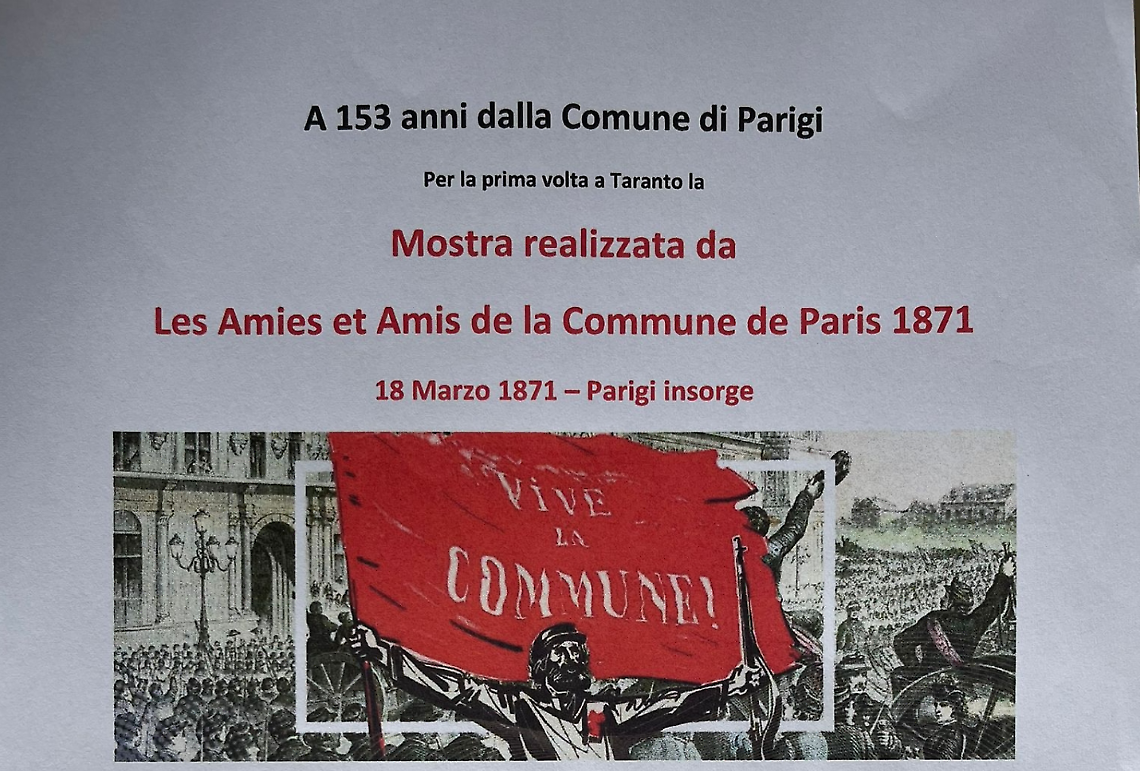 A 153 anni dalla Comune di Parigi
Per la prima volta a Taranto la
Mostra realizzata da
Les Amies et Amis de la Commune de Paris 1871
18 Marzo 1871 – Parigi insorge
ViVE
LA
COMMUNE!